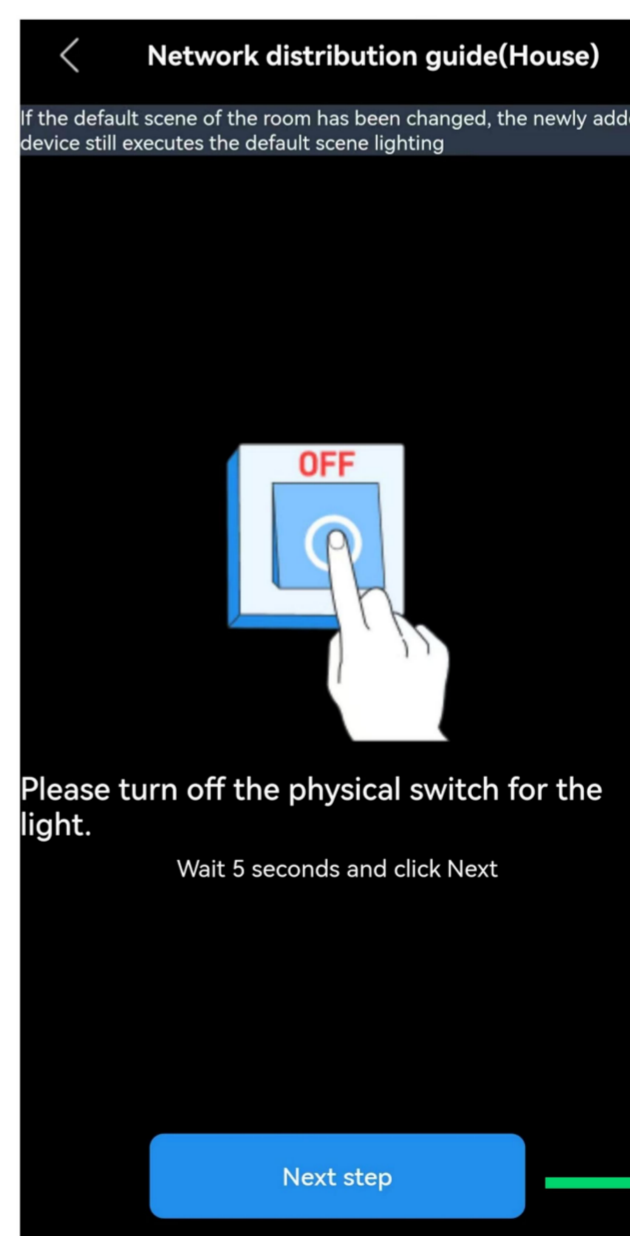 Network distribution guide(House)
If the default scene of the room has been changed, the newly
device still executes the default scene lighting
OFF
Please turn off the physical switch for the
light.
Wait 5 seconds and click Next
Next step